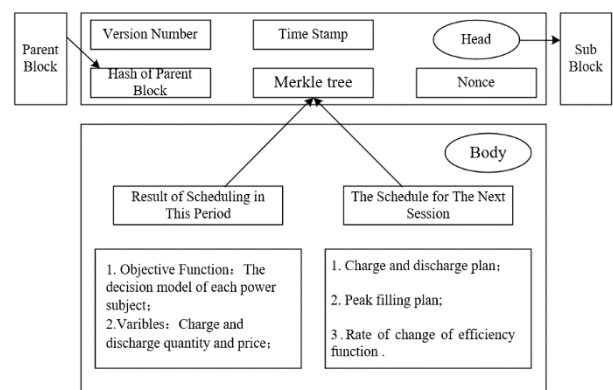 Parent
Block
Version Number
Time Stamp
Head
Sub
Block
Hash of Parent
Block
Merkle tree
Nonce
Body
Result of Scheduling in
This Period
The Schedule for The Next
Session
1. Objective Function：The
decision model of each power
subject；
2.Varibles：Charge and
discharge quantity and price；
1. Charge and discharge plan；
2. Peak filling plan;
3 . Rate of change of efficiency
function .